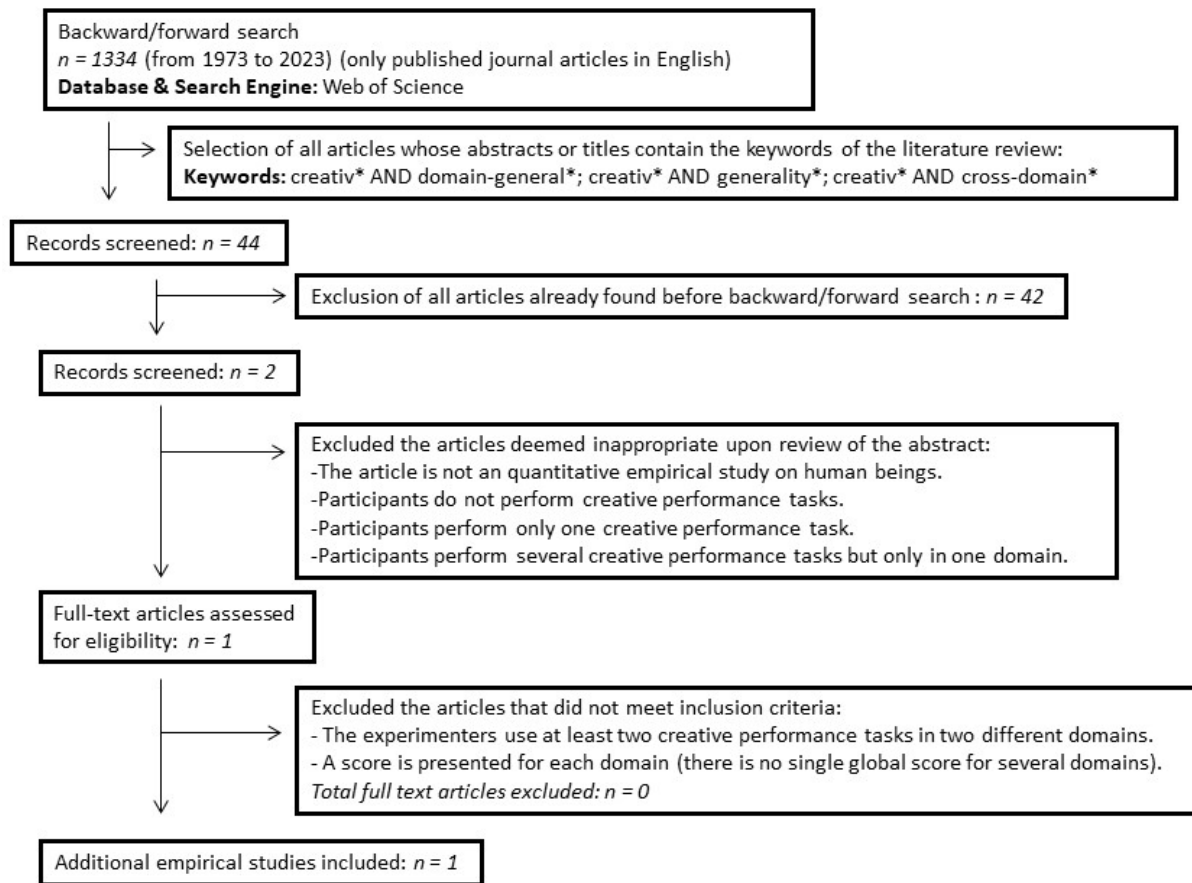 Backward/forward search
n = 1334 (from 1973 to 2023) (only published journal articles in English)
Database & Search Engine: Web of Science
Selection of all articles whose abstracts or titles contain the keywords of the literature review:
Keywords: creativ* AND domain-general*; creativ* AND generality*; creativ* AND cross-domain*
Records screened: n = 44
Exclusion of all articles already found before backward/forward search : n = 42
Records screened: n = 2
Excluded the articles deemed inappropriate upon review of the abstract:
-The article is not an quantitative empirical study on human beings.
-Participants do not perform creative performance tasks.
-Participants perform only one creative performance task.
-Participants perform several creative performance tasks but only in one domain.
Full-text articles assessed
for eligibility: n = 1
Excluded the articles that did not meet inclusion criteria:
- The experimenters use at least two creative performance tasks in two different domains.
- A score is presented for each domain (there is no single global score for several domains).
Total full text articles excluded: n = 0
Additional empirical studies included: n = 1